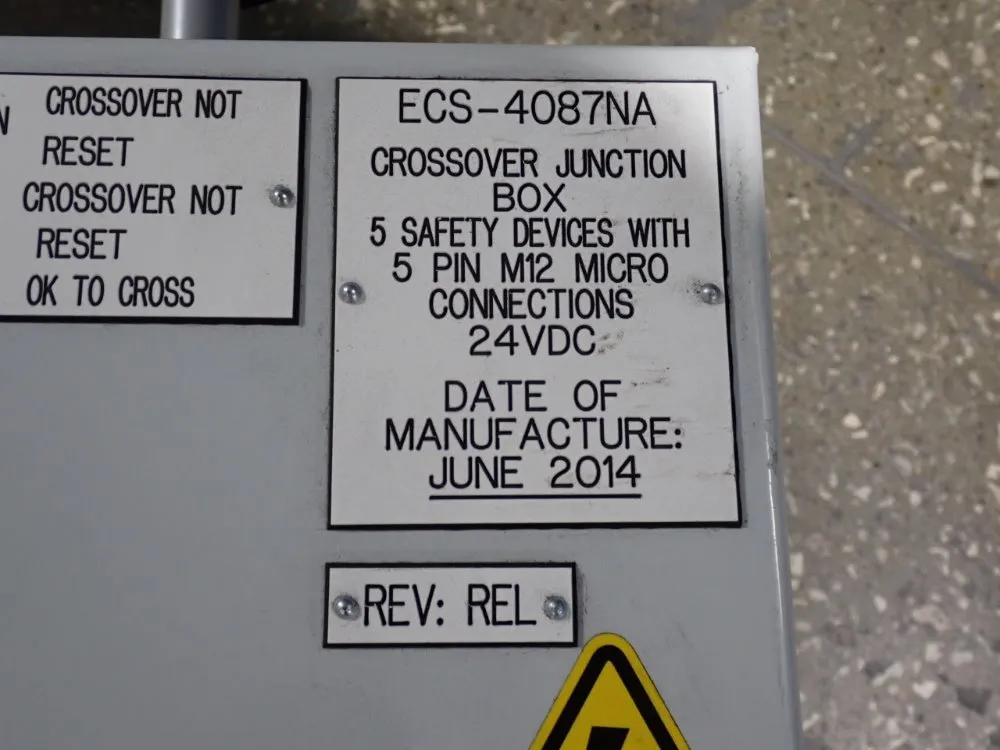 CROSSOVER NOT
RESET
CROSSOVER NOT
RESET
OK TO CROSS
ECS-4087NA
CROSSOVER JUNCTION
BOX
5 SAFETY DEVICES WITH
5 PIN M12 MICRO
CONNECTIONS
24VDC
DATE OF
MANUFACTURE:
JUNE 2014
REV: REL